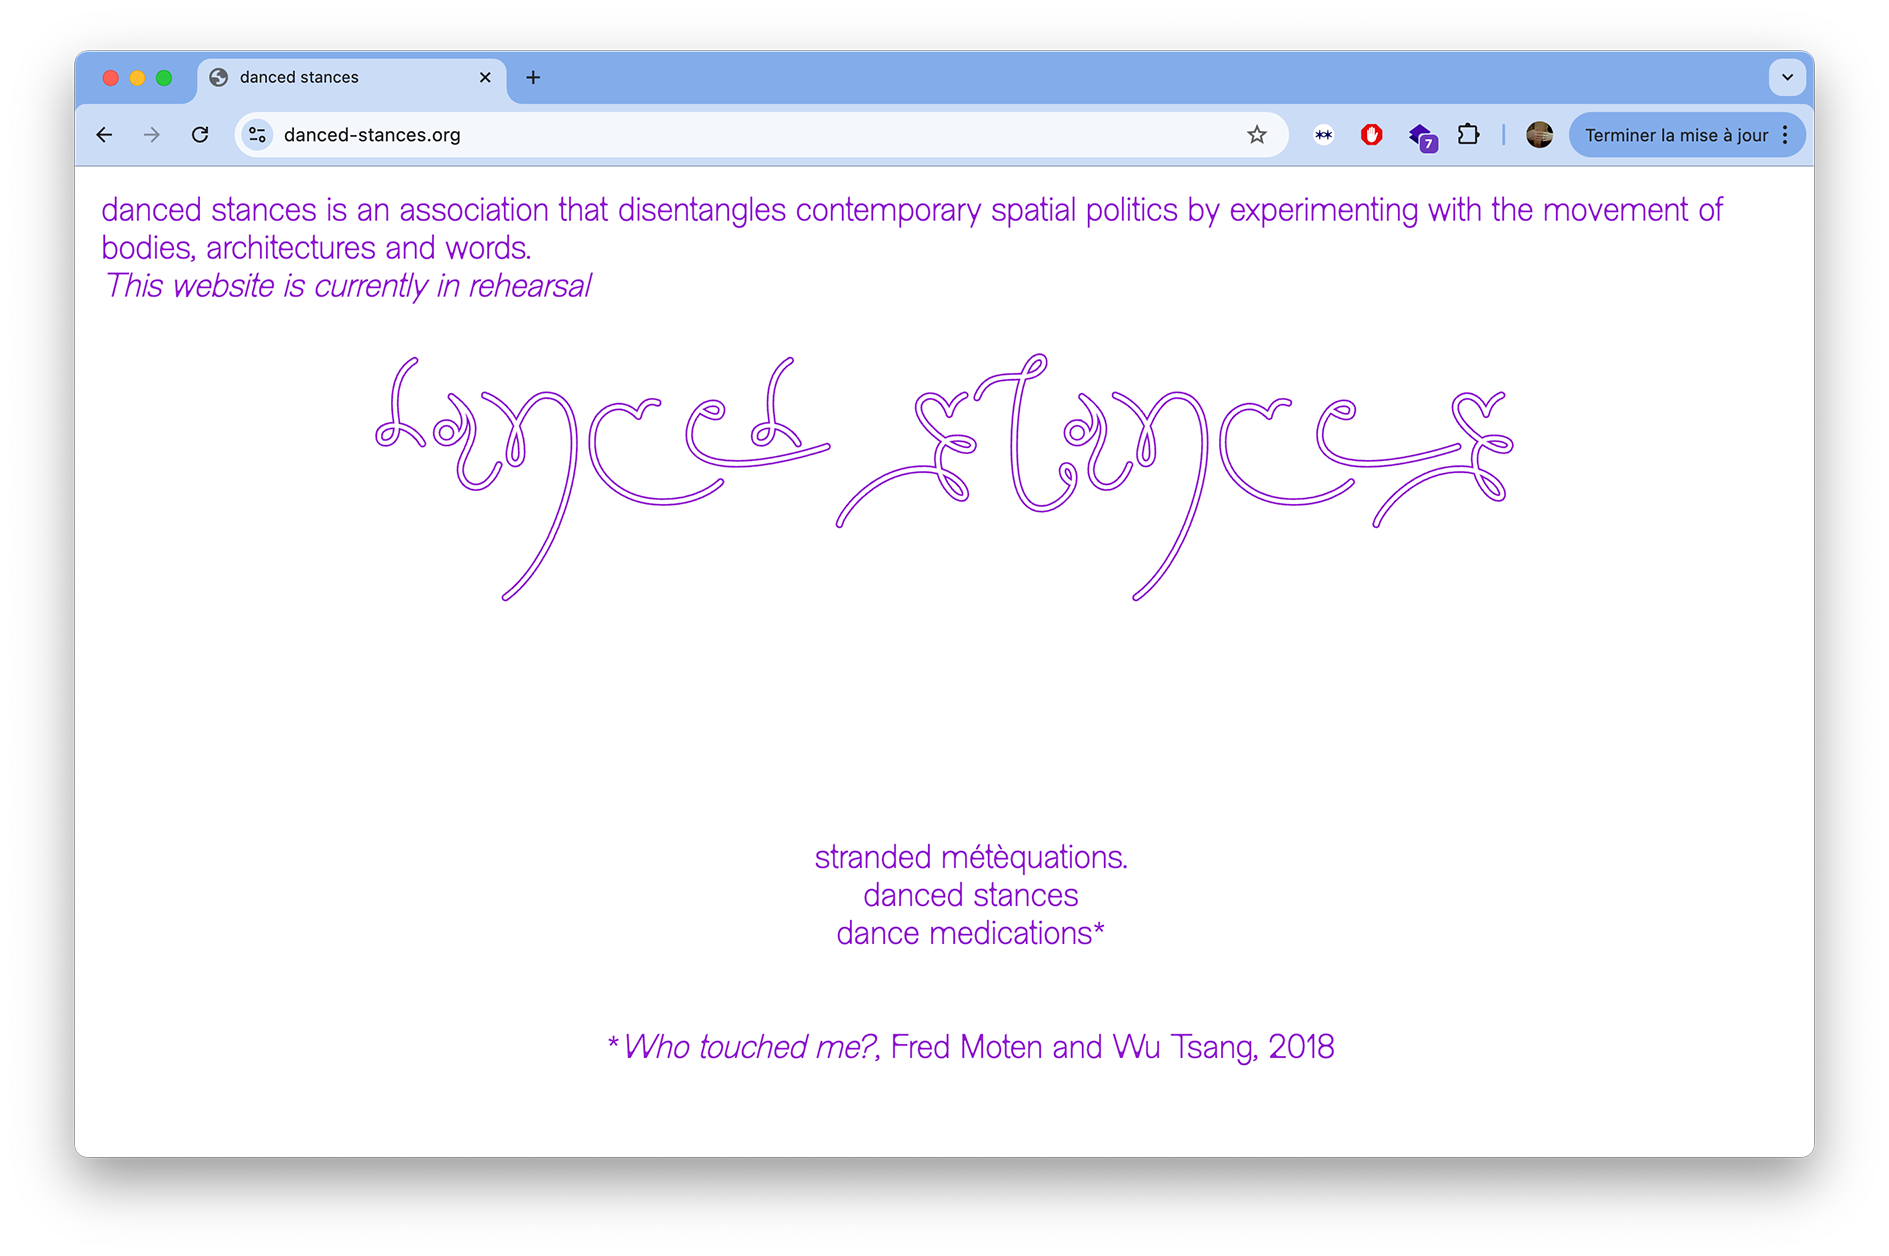 danced stances
danced-stances.org
7
Terminer la mise à jour
danced stances is an association that disentangles contemporary spatial politics by experimenting with the movement of
bodies, architectures and words.
This website is currently in rehearsal
danced stances
stranded métèquations.
danced stances
dance medications*
*Who touched me?, Fred Moten and Wu Tsang, 2018